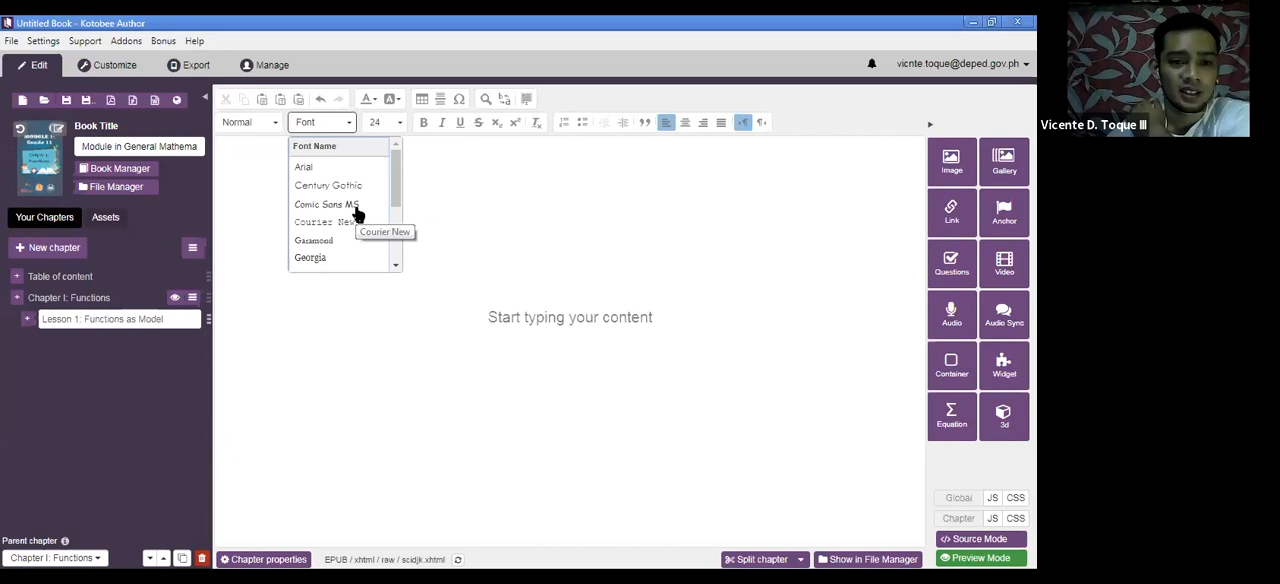 Untitled Book - Kotobee Author
File Settings Support Addons Bonus Help
Edit Customize Export Manage
vicnte.toque@deped.gov.ph
Normal Font 24
Book Title
Module in General Mathema
Book Manager
File Manager
Your Chapters Assets
New chapter
Table of content
Chapter I: Functions
Lesson 1: Functions as Model
Font Name
Arial
Century Gothic
Comic Sans MS
Courier New
Courier New
Garamond
Georgia
Start typing your content
Image Gallery
Link Anchor
Questions Video
Audio Audio Sync
Container Widget
Equation 3d
Global JS CSS
Chapter JS CSS
Source Mode
Preview Mode
Parent chapter
Chapter I: Functions
Chapter properties EPUB / xhtml / raw / scidjk.xhtml Split chapter Show in File Manager
Vicente D. Toque III